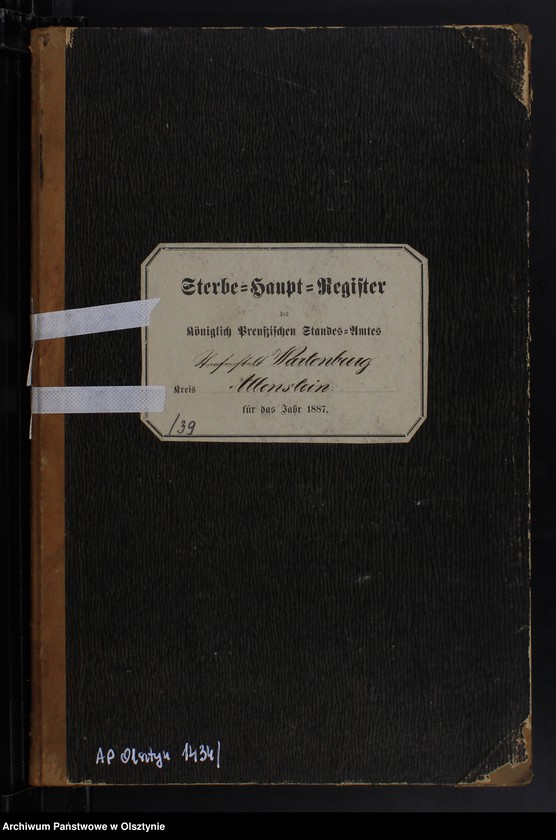 Sterbe=Haupt=Register
des
Königlich Preußischen Standes=Amtes
Strafanstalt Wartenburg
Kreis Allenstein
für das Jahr 1887.
/39
AP Olsztyn 1434/
Archiwum Państwowe w Olsztynie